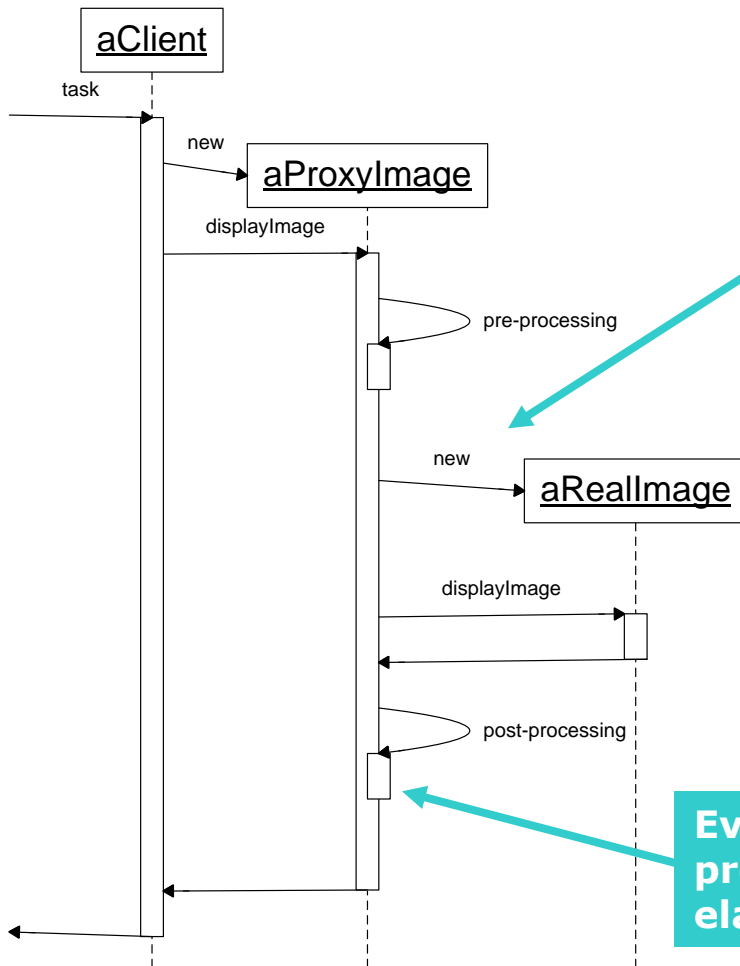 aClient
task
new
aProxyImage
displayImage
pre-processing
new
aRealImage
displayImage
post-processing